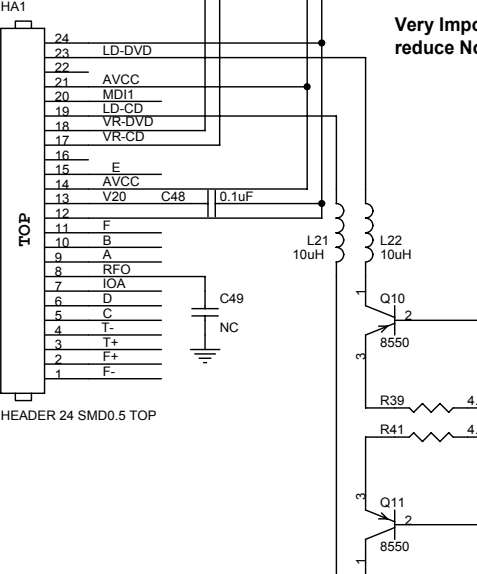 HA1
Very Impo
reduce No
24
23 LD-DVD
22
21 AVCC
20 MDI1
19 LD-CD
18 VR-DVD
17 VR-CD
16
15 E
14 AVCC
13 V20 C48 0.1uF
12
11 F
10 B
9 A
8 RFO
7 IOA
6 D
5 C
4 T-
3 T+
2 F+
1 F-
TOP
HEADER 24 SMD0.5 TOP
C49
NC
L21
10uH
L22
10uH
1
Q10
2
8550
3
R39 4.
R41 4.
3
Q11
2
8550
1